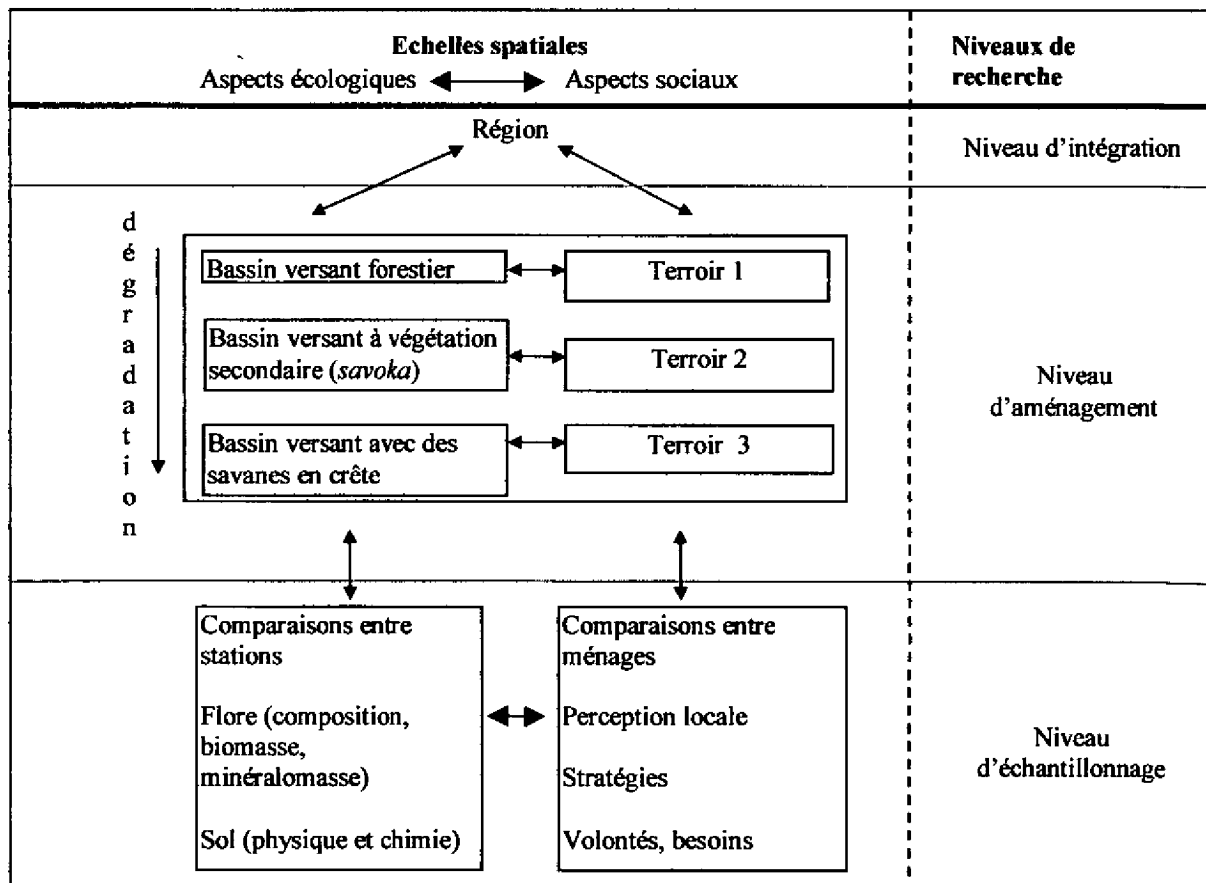 Echelles spatiales
Aspects écologiques
Aspects sociaux
Niveaux de
recherche
Région
Niveau d'intégration
dégradation
Bassin versant forestier
Terroir 1
Bassin versant à végétation
secondaire (savoka)
Terroir 2
Bassin versant avec des
savanes en crête
Terroir 3
Niveau
d'aménagement
Comparaisons entre
stations
Flore (composition,
biomasse,
minéralomasse)
Sol (physique et chimie)
Comparaisons entre
ménages
Perception locale
Stratégies
Volontés, besoins
Niveau
d'échantillonnage